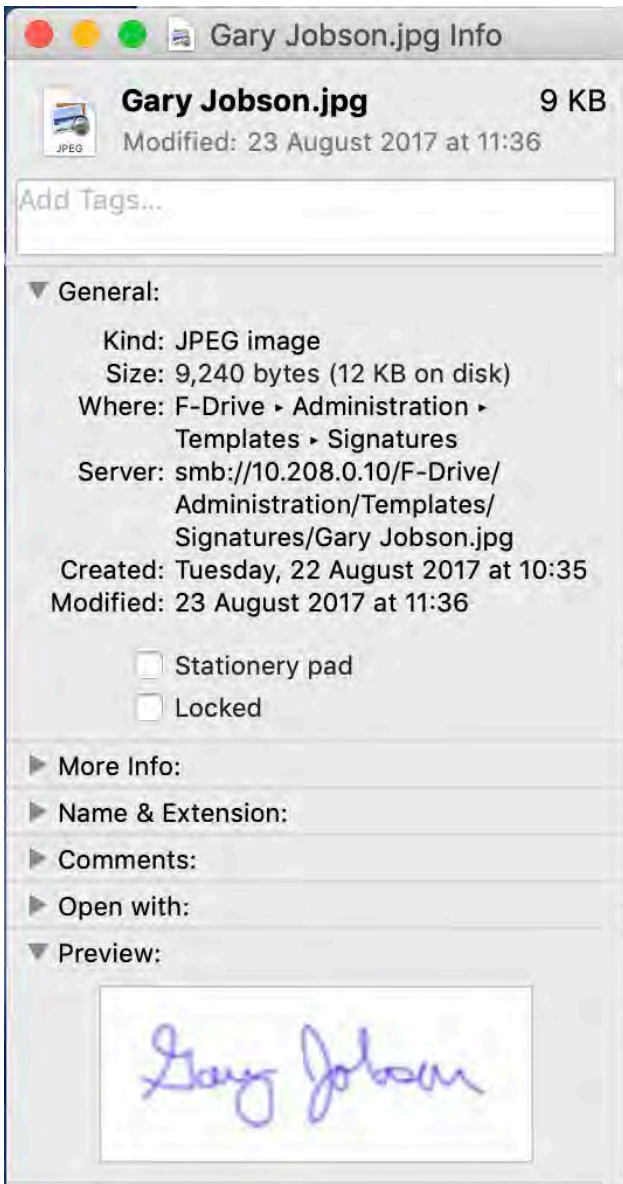 Gary Jobson.jpg Info
Gary Jobson.jpg 9 KB
JPEG
Modified: 23 August 2017 at 11:36
Add Tags...
▼ General:
Kind: JPEG image
Size: 9,240 bytes (12 KB on disk)
Where: F-Drive ▸ Administration ▸
Templates ▸ Signatures
Server: smb://10.208.0.10/F-Drive/
Administration/Templates/
Signatures/Gary Jobson.jpg
Created: Tuesday, 22 August 2017 at 10:35
Modified: 23 August 2017 at 11:36
Stationery pad
Locked
▶ More Info:
▶ Name & Extension:
▶ Comments:
▶ Open with:
▼ Preview:
Gary Jobson